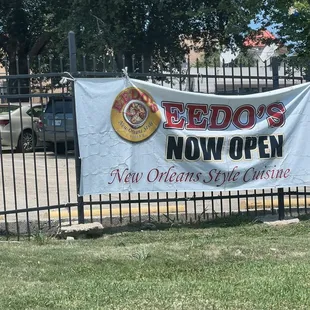 EEDO'S
NOW OPEN
New Orleans Style Cuisine